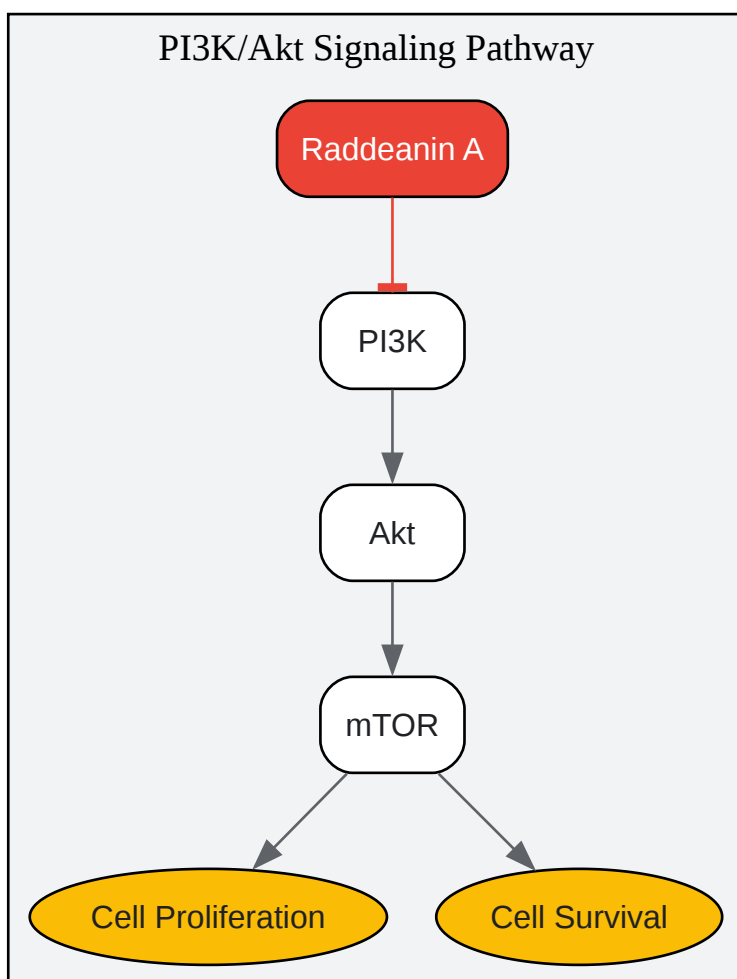 PI3K/Akt Signaling Pathway
Raddeanin A
PI3K
Akt
mTOR
Cell Proliferation
Cell Survival